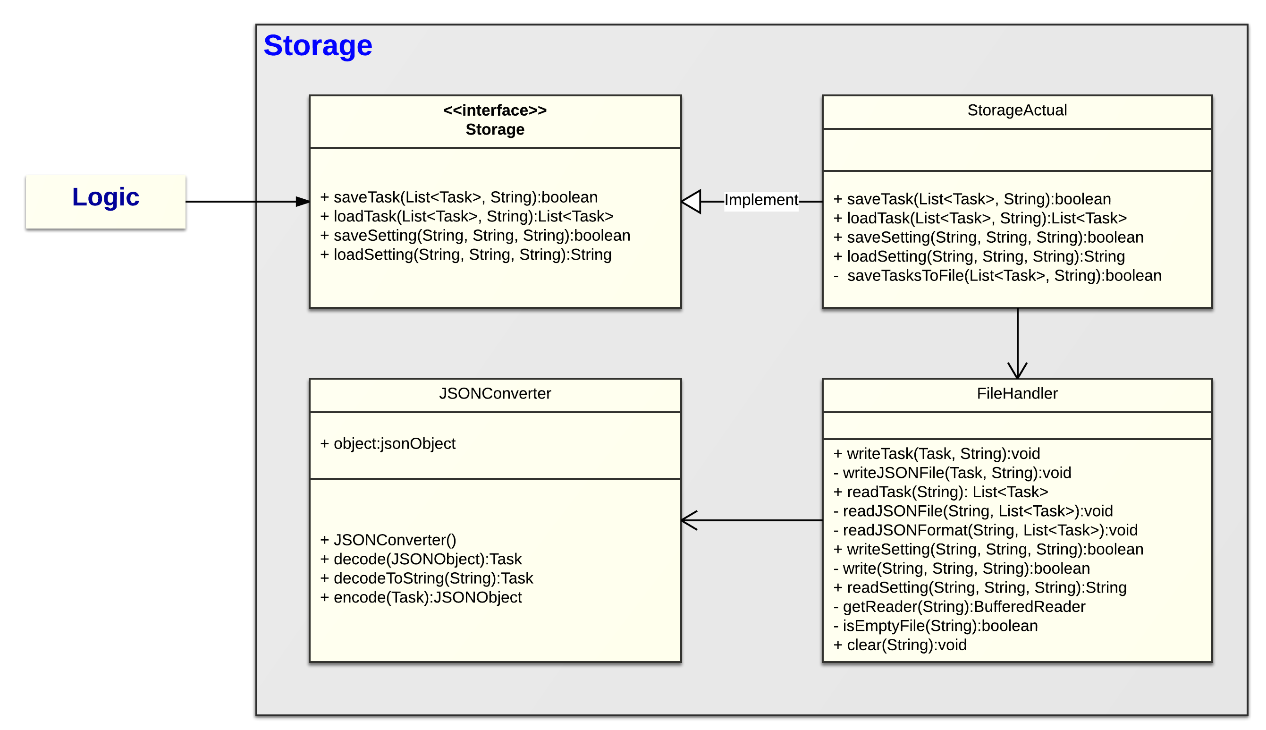 Storage
Logic
<<interface>>
Storage
+ saveTask(List<Task>, String):boolean
+ loadTask(List<Task>, String):List<Task>
+ saveSetting(String, String, String):boolean
+ loadSetting(String, String, String):String
Implement
StorageActual
+ saveTask(List<Task>, String):boolean
+ loadTask(List<Task>, String):List<Task>
+ saveSetting(String, String, String):boolean
+ loadSetting(String, String, String):String
- saveTasksToFile(List<Task>, String):boolean
JSONConverter
+ object:jsonObject
+ JSONConverter()
+ decode(JSONObject):Task
+ decodeToString(String):Task
+ encode(Task):JSONObject
FileHandler
+ writeTask(Task, String):void
- writeJSONFile(Task, String):void
+ readTask(String): List<Task>
- readJSONFile(String, List<Task>):void
- readJSONFormat(String, List<Task>):void
+ writeSetting(String, String, String):boolean
- write(String, String, String):boolean
+ readSetting(String, String, String):String
- getReader(String):BufferedReader
- isEmptyFile(String):boolean
+ clear(String):void